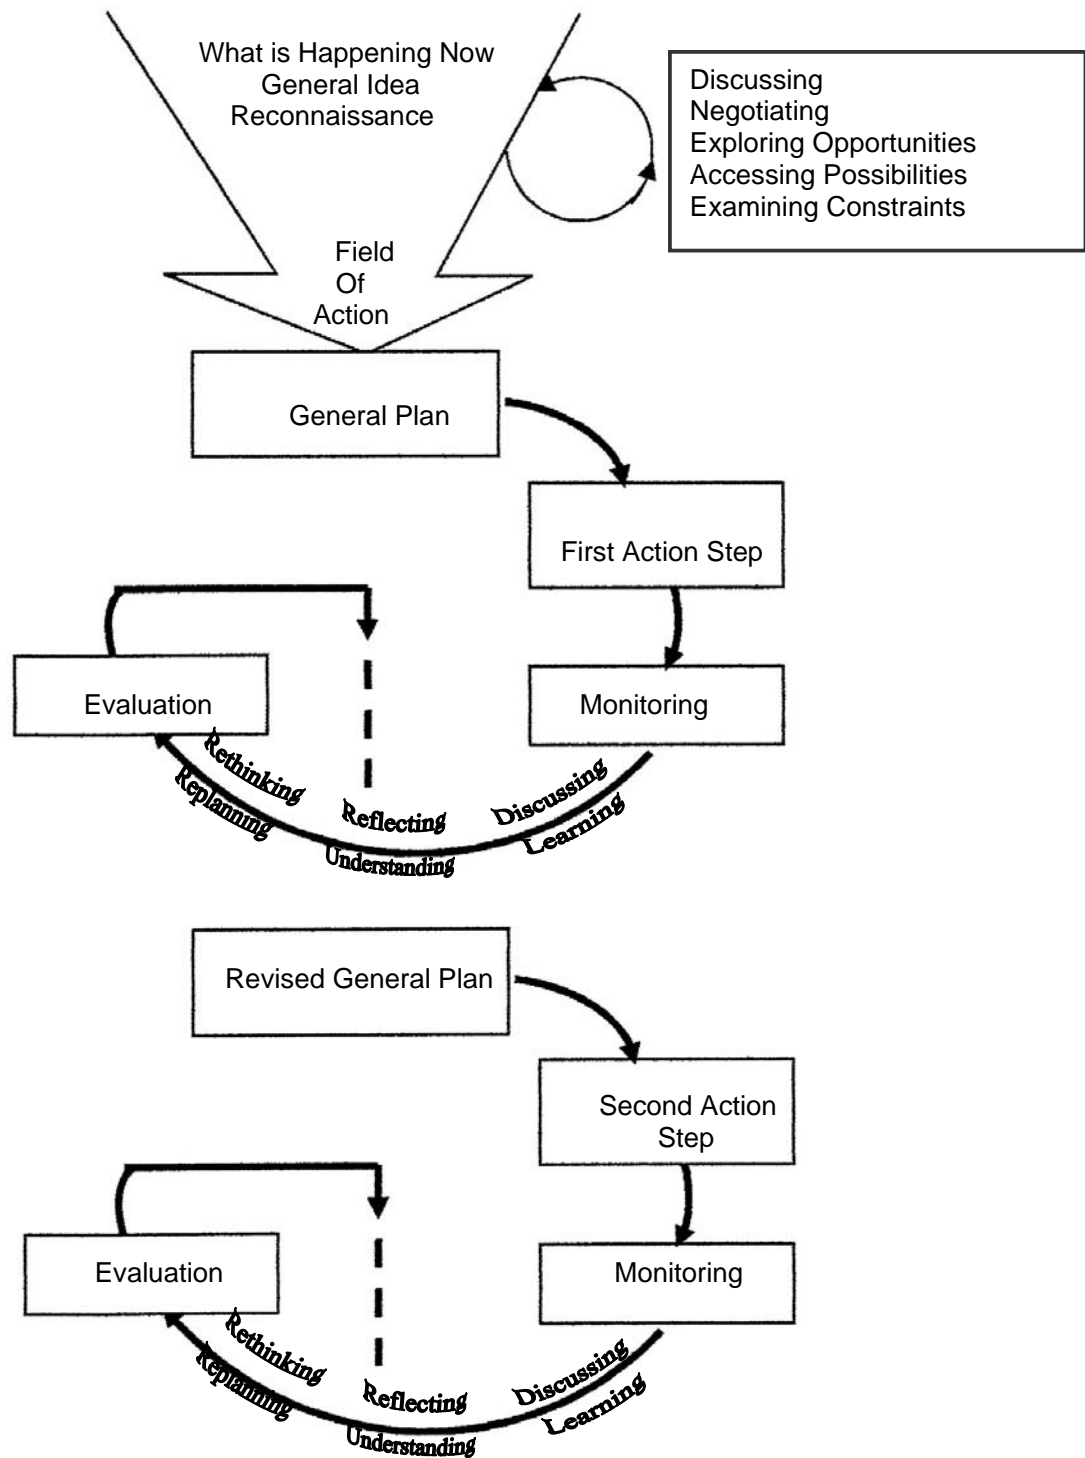 What is Happening Now
General Idea
Reconnaissance
Discussing
Negotiating
Exploring Opportunities
Accessing Possibilities
Examining Constraints
Field
Of
Action
General Plan
First Action Step
Evaluation
Monitoring
Rethinking
Reflecting
Discussing
Replanning
Understanding
Learning
Revised General Plan
Second Action
Step
Evaluation
Monitoring
Rethinking
Reflecting
Discussing
Replanning
Understanding
Learning